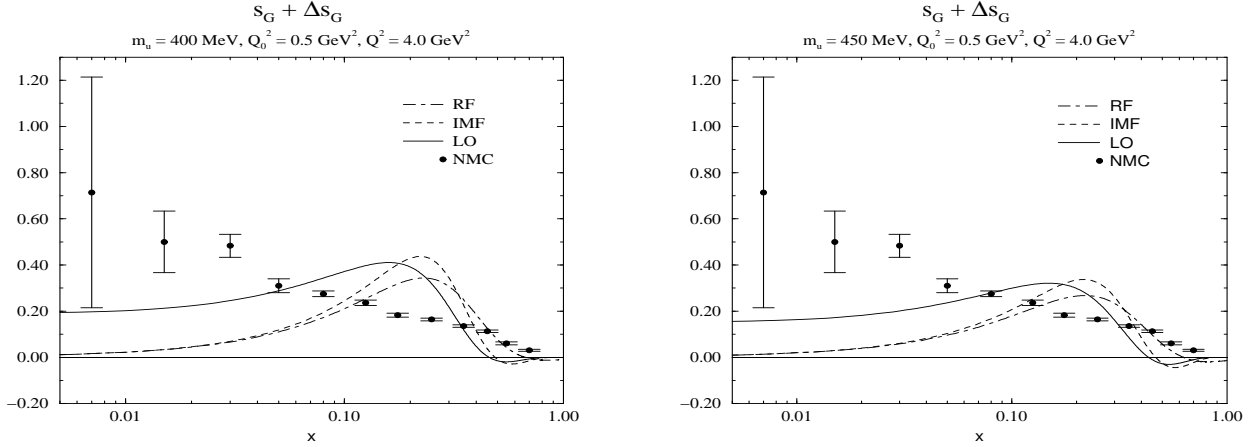 s_G + Δs_G
m_u = 400 MeV, Q_0^2 = 0.5 GeV^2, Q^2 = 4.0 GeV^2
1.20
1.00
0.80
0.60
0.40
0.20
0.00
−0.20
RF
IMF
LO
NMC
0.01
0.10
1.00
x
s_G + Δs_G
m_u = 450 MeV, Q_0^2 = 0.5 GeV^2, Q^2 = 4.0 GeV^2
1.20
1.00
0.80
0.60
0.40
0.20
0.00
−0.20
RF
IMF
LO
NMC
0.01
0.10
1.00
x